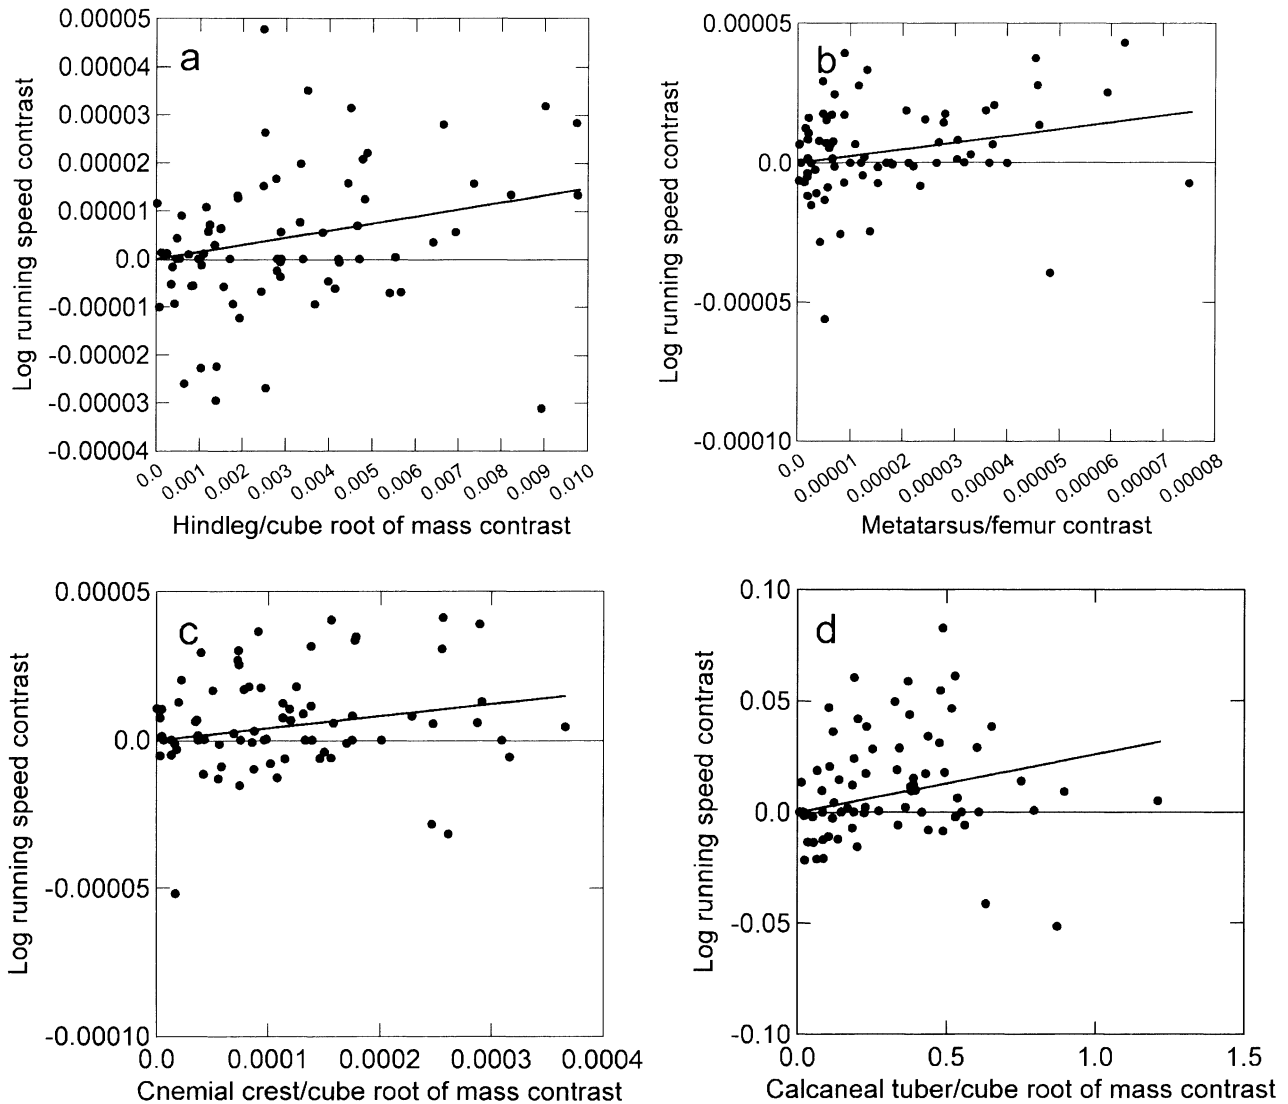 a
Log running speed contrast
0.00005
0.00004
0.00003
0.00002
0.00001
0.0
-0.00001
-0.00002
-0.00003
-0.00004
0.0 0.001 0.002 0.003 0.004 0.005 0.006 0.007 0.008 0.009 0.010
Hindleg/cube root of mass contrast
b
Log running speed contrast
0.00005
0.0
-0.00005
-0.00010
0.0 0.00001 0.00002 0.00003 0.00004 0.00005 0.00006 0.00007 0.00008
Metatarsus/femur contrast
c
Log running speed contrast
0.00005
0.0
-0.00005
-0.00010
0.0 0.0001 0.0002 0.0003 0.0004
Cnemial crest/cube root of mass contrast
d
Log running speed contrast
0.10
0.05
0.0
-0.05
-0.10
0.0 0.5 1.0 1.5
Calcaneal tuber/cube root of mass contrast